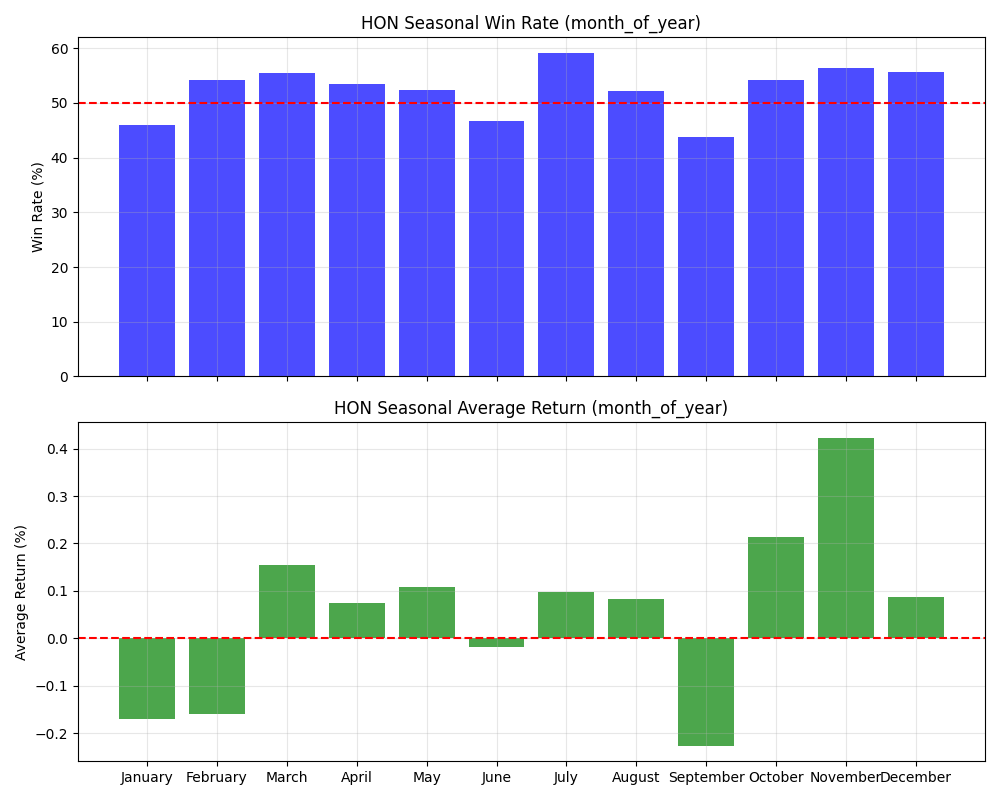 HON Seasonal Win Rate (month_of_year)
60
50
40
30
20
10
0
Win Rate (%)
HON Seasonal Average Return (month_of_year)
0.4
0.3
0.2
0.1
0.0
−0.1
−0.2
Average Return (%)
January February March April May June July August September October November December